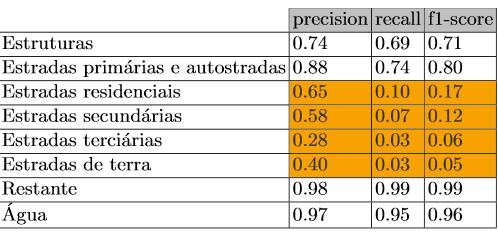 precision recall f1-score
Estruturas 0.74 0.69 0.71
Estradas primárias e autostradas 0.88 0.74 0.80
Estradas residenciais 0.65 0.10 0.17
Estradas secundárias 0.58 0.07 0.12
Estradas terciárias 0.28 0.03 0.06
Estradas de terra 0.40 0.03 0.05
Restante 0.98 0.99 0.99
Água 0.97 0.95 0.96